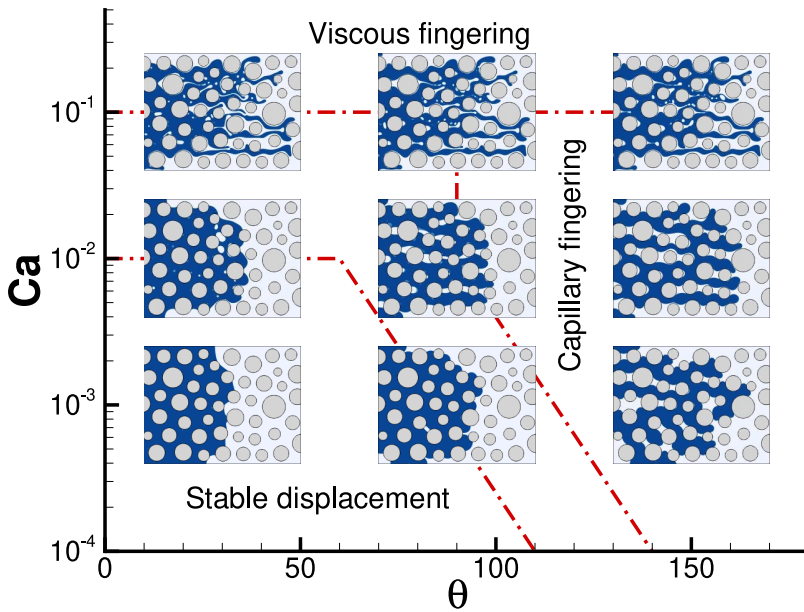 Viscous fingering
10-1
Capillary fingering
10-2
Ca
10-3
Stable displacement
10-4
0
50
100
150
θ